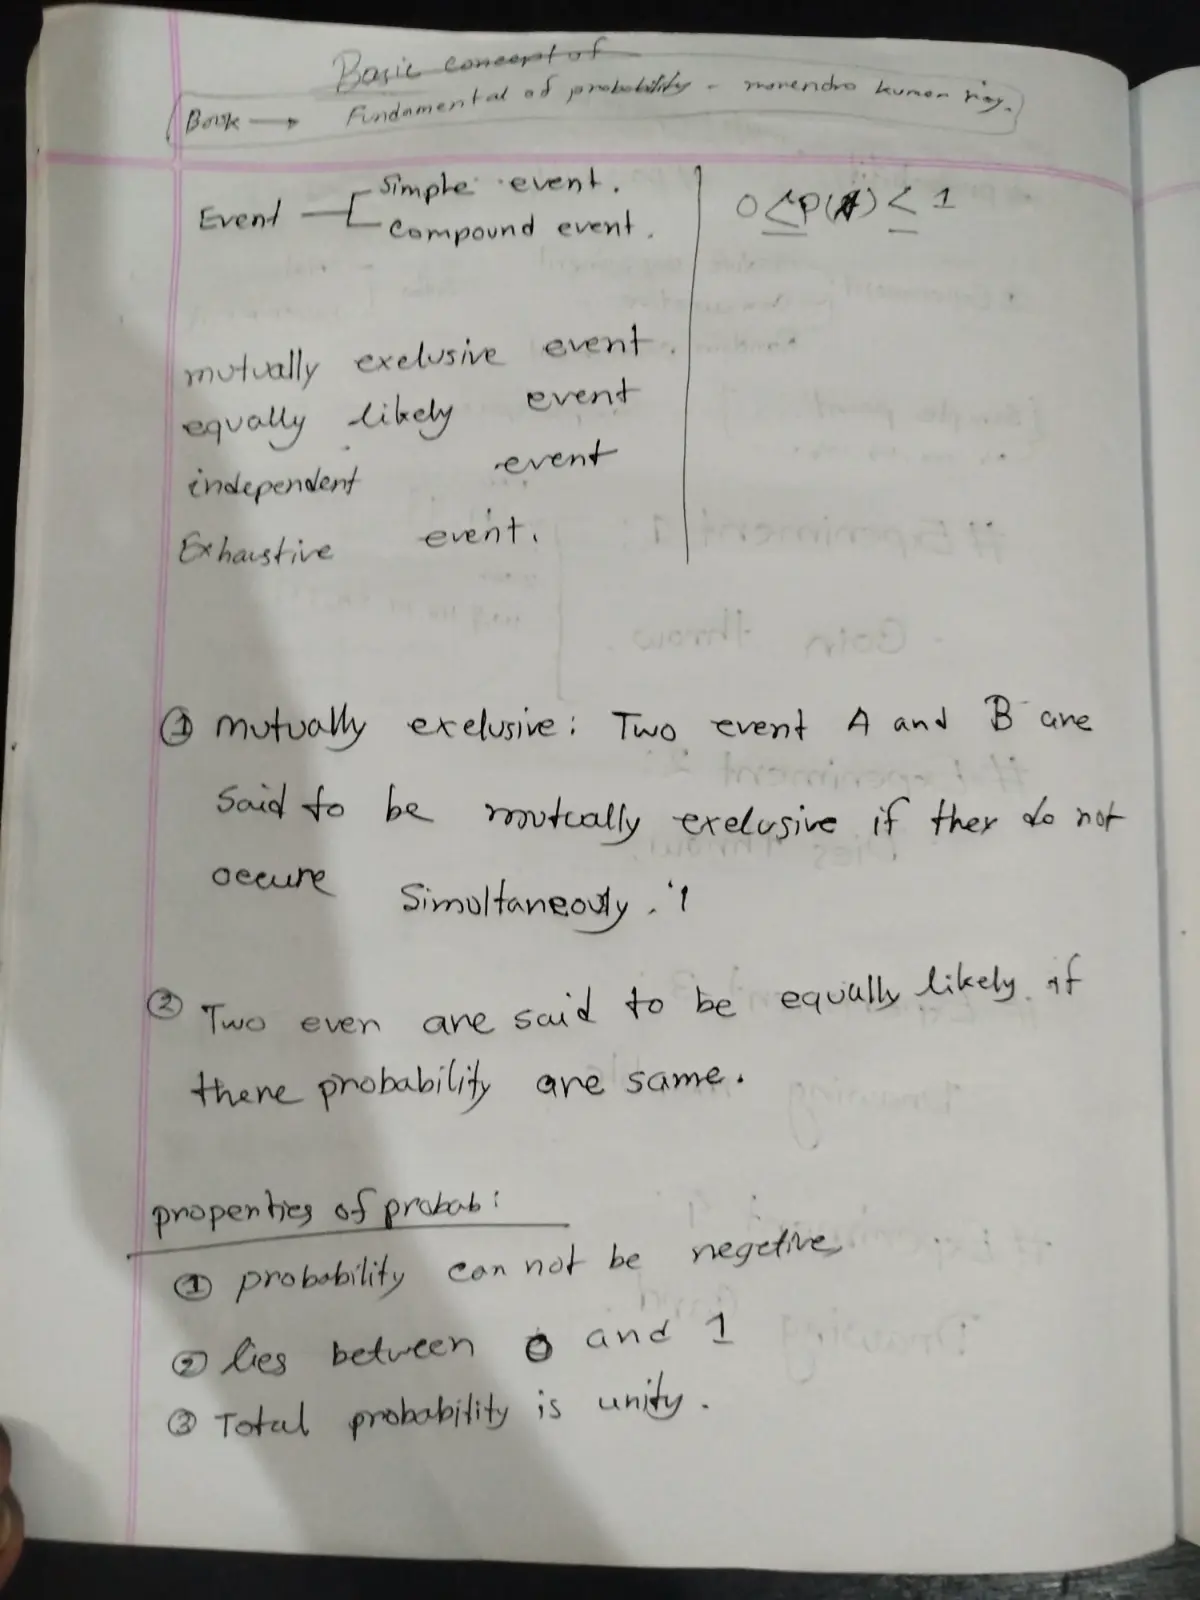 Basic concept of
Book → Fundamental of probability - morendro kumar roy.
Event
Simple event.
Compound event.
0 ≤ P(A) ≤ 1
mutually exclusive event.
equally likely event
independent event
Exhaustive event.
① mutually exclusive: Two event A and B are
said to be mutually exclusive if they do not
occure Simultaneously.
② Two even are said to be equally likely if
there probability are same.
properties of probab:
① probability can not be negetive
② lies between 0 and 1
③ Total probability is unity.